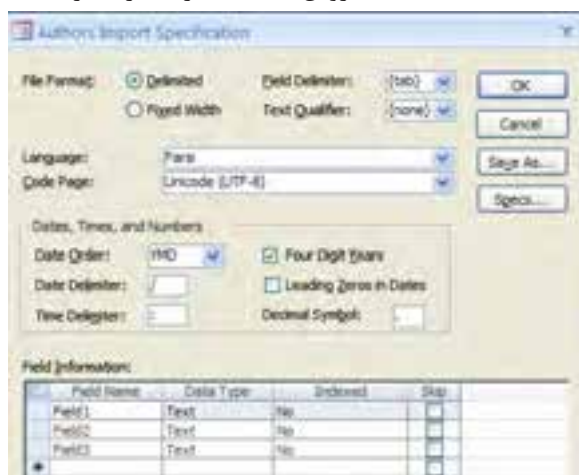 Authors Import Specification
File Format: Delimited Field Delimiter: {tab} OK
Fixed Width Text Qualifier: {none} Cancel
Language: Farsi Save As...
Code Page: Unicode (UTF-8) Specs...
Dates, Times, and Numbers
Date Order: YMD Four Digit Years
Date Delimiter: / Leading Zeros in Dates
Time Delimiter: : Decimal Symbol: .
Field Information:
Field Name Data Type Indexed Skip
Field1 Text No
Field2 Text No
Field3 Text No